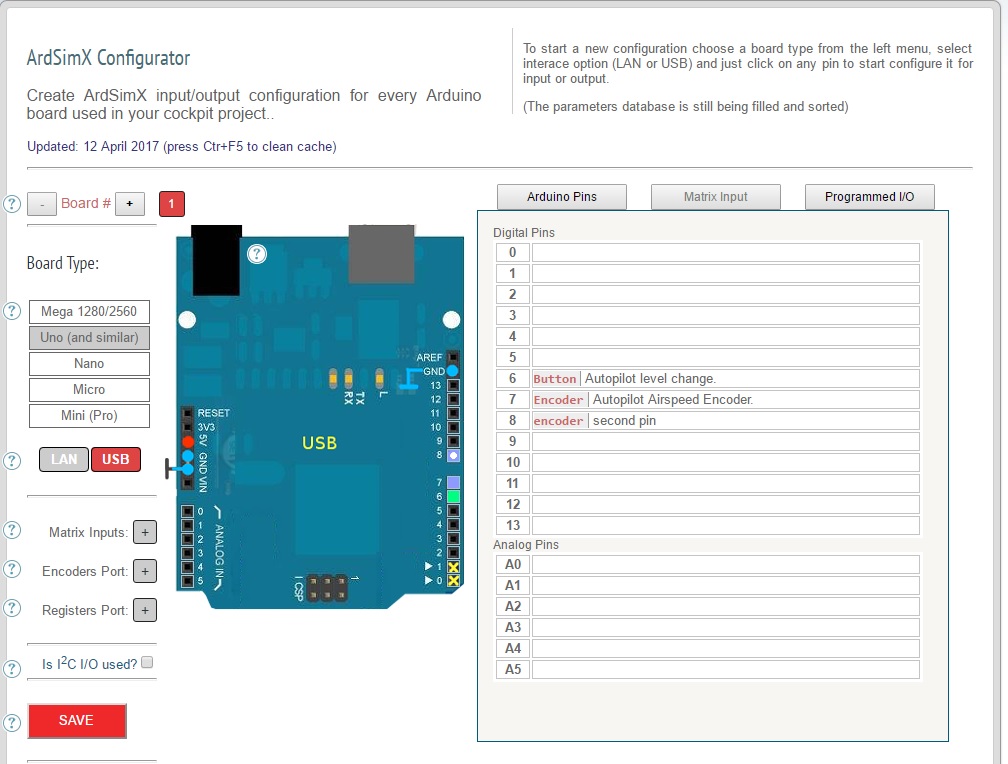 ArdSimX Configurator
Create ArdSimX input/output configuration for every Arduino
board used in your cockpit project..
Updated: 12 April 2017 (press Ctr+F5 to clean cache)
To start a new configuration choose a board type from the left menu, select
interace option (LAN or USB) and just click on any pin to start configure it for
input or output.
(The parameters database is still being filled and sorted)
? - Board # + 1
Board Type:
? Mega 1280/2560
Uno (and similar)
Nano
Micro
Mini (Pro)
? LAN USB
? Matrix Inputs: +
? Encoders Port: +
? Registers Port: +
? Is I2C I/O used?
? SAVE
?
AREF
GND
13
12
11
10
9
8
7
6
5
4
3
2
1
0
RX
TX
L
USB
RESET
3V3
5V
GND
VIN
0
1
2
3
4
5
ANALOG IN
ICSP
1
Arduino Pins Matrix Input Programmed I/O
Digital Pins
0
1
2
3
4
5
6 Button Autopilot level change.
7 Encoder Autopilot Airspeed Encoder.
8 encoder second pin
9
10
11
12
13
Analog Pins
A0
A1
A2
A3
A4
A5